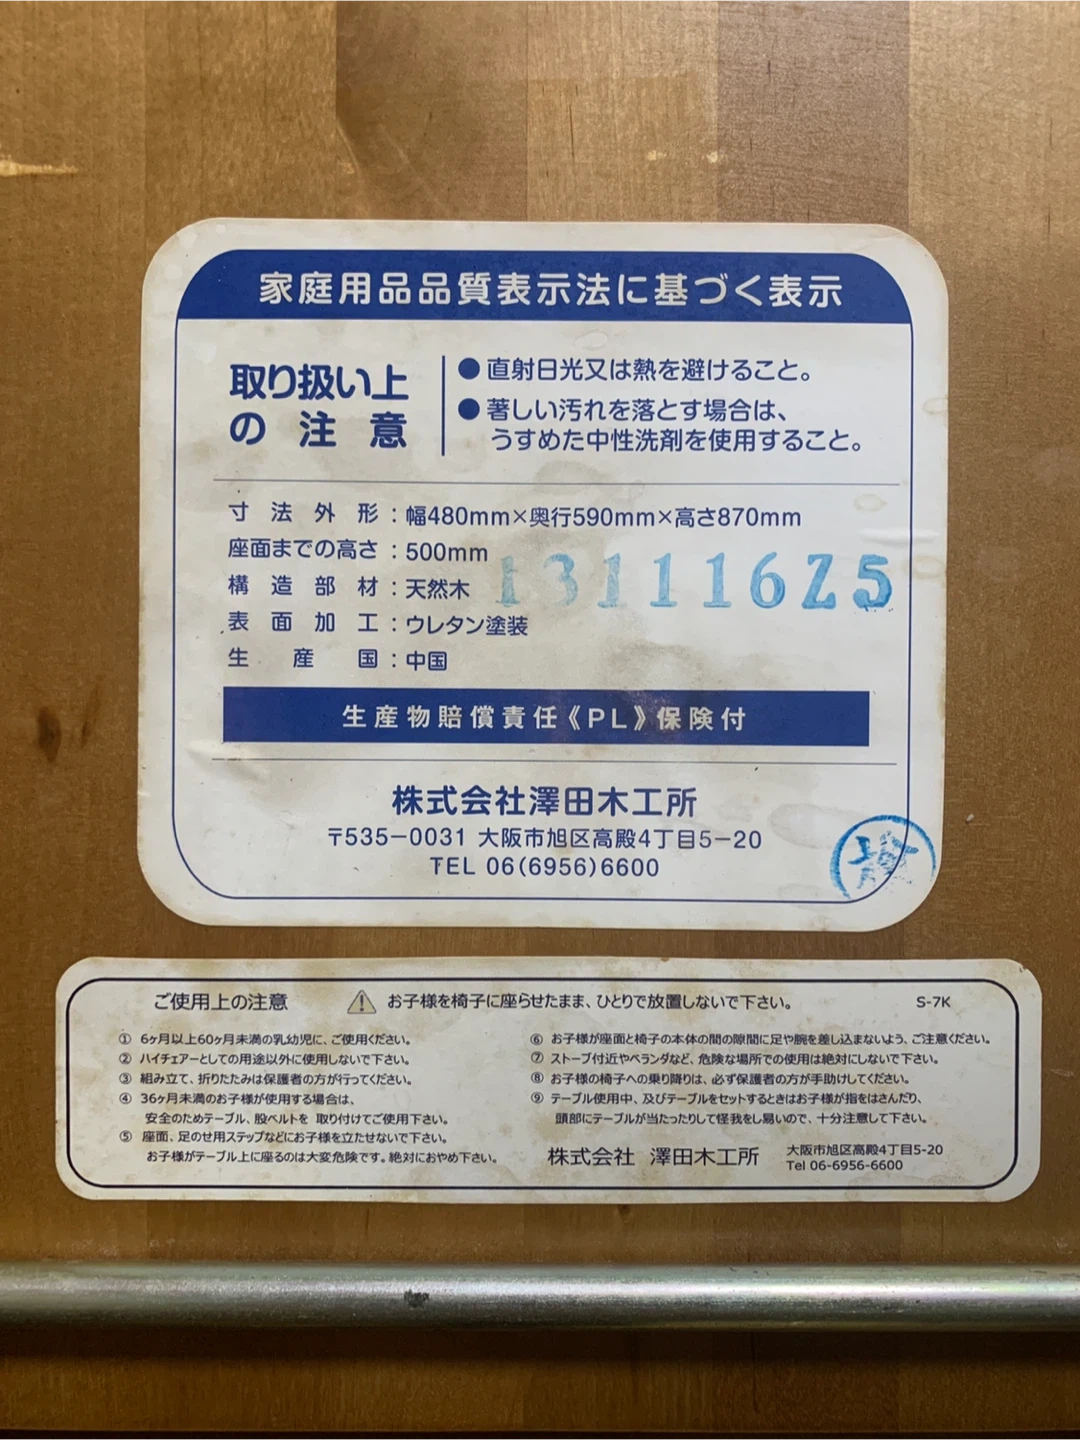 家庭用品品質表示法に基づく表示
取り扱い上
の注意
●直射日光又は熱を避けること。
●著しい汚れを落とす場合は、
うすめた中性洗剤を使用すること。
寸法外形：幅480mm×奥行590mm×高さ870mm
座面までの高さ：500mm
131116Z5
構造部材：天然木
表面加工：ウレタン塗装
生産国：中国
生産物賠償責任《PL》保険付
株式会社澤田木工所
〒535-0031 大阪市旭区高殿4丁目5-20
TEL 06(6956)6600
ご使用上の注意 ⚠ お子様を椅子に座らせたまま、ひとりで放置しないで下さい。 S-7K
① 6ヶ月以上60ヶ月未満の乳幼児に、ご使用ください。
② ハイチェアーとしての用途以外に使用しないで下さい。
③ 組み立て、折りたたみは保護者の方が行ってください。
④ 36ヶ月未満のお子様が使用する場合は、
安全のためテーブル、股ベルトを 取り付けてご使用下さい。
⑤ 座面、足のせ用ステップなどにお子様を立たせないで下さい。
お子様がテーブル上に座るのは大変危険です。絶対におやめ下さい。
⑥ お子様が座面と椅子の本体の間の隙間に足や腕を差し込まないよう、ご注意ください。
⑦ ストーブ付近やベランダなど、危険な場所での使用は絶対にしないで下さい。
⑧ お子様の椅子への乗り降りは、必ず保護者の方が手助けしてください。
⑨ テーブル使用中、及びテーブルをセットするときはお子様が指をはさんだり、
頭部にテーブルが当たったりして怪我をし易いので、十分注意して下さい。
株式会社 澤田木工所
大阪市旭区高殿4丁目5-20
Tel 06-6956-6600